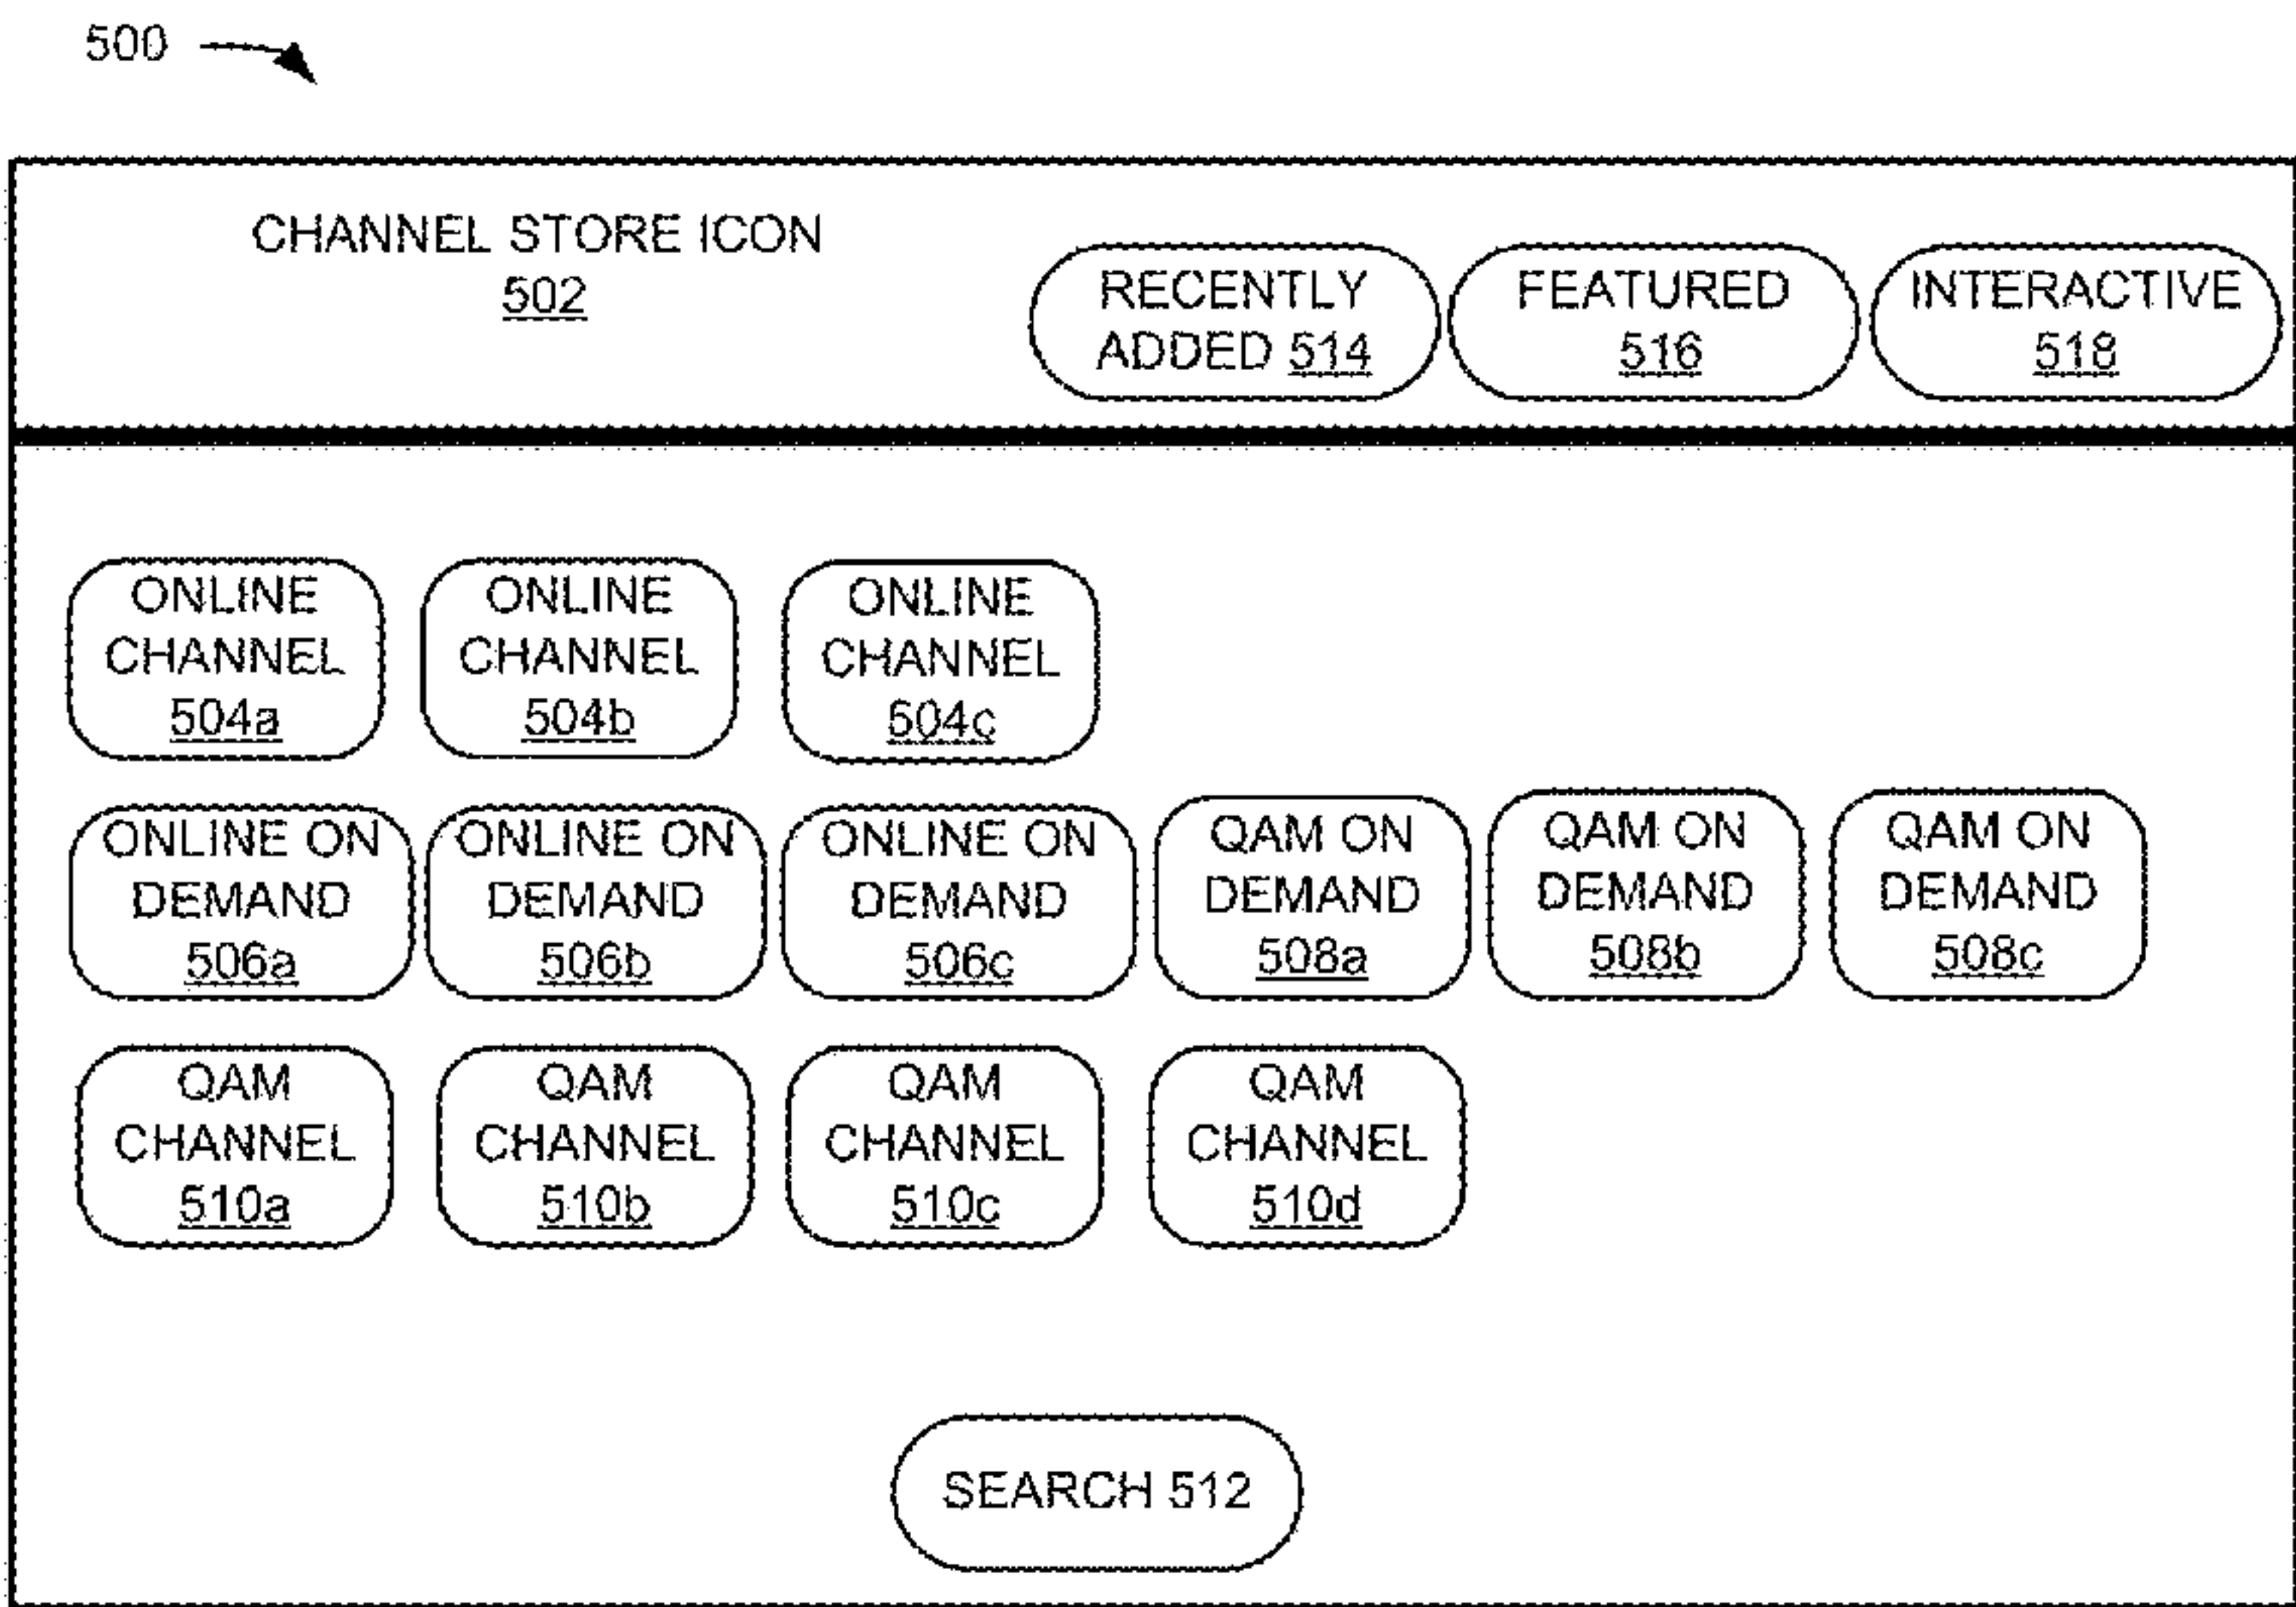 500
CHANNEL STORE ICON
502
RECENTLY
ADDED 514
FEATURED
516
INTERACTIVE
518
ONLINE
CHANNEL
504a
ONLINE
CHANNEL
504b
ONLINE
CHANNEL
504c
ONLINE ON
DEMAND
506a
ONLINE ON
DEMAND
506b
ONLINE ON
DEMAND
506c
QAM ON
DEMAND
508a
QAM ON
DEMAND
508b
QAM ON
DEMAND
508c
QAM
CHANNEL
510a
QAM
CHANNEL
510b
QAM
CHANNEL
510c
QAM
CHANNEL
510d
SEARCH 512